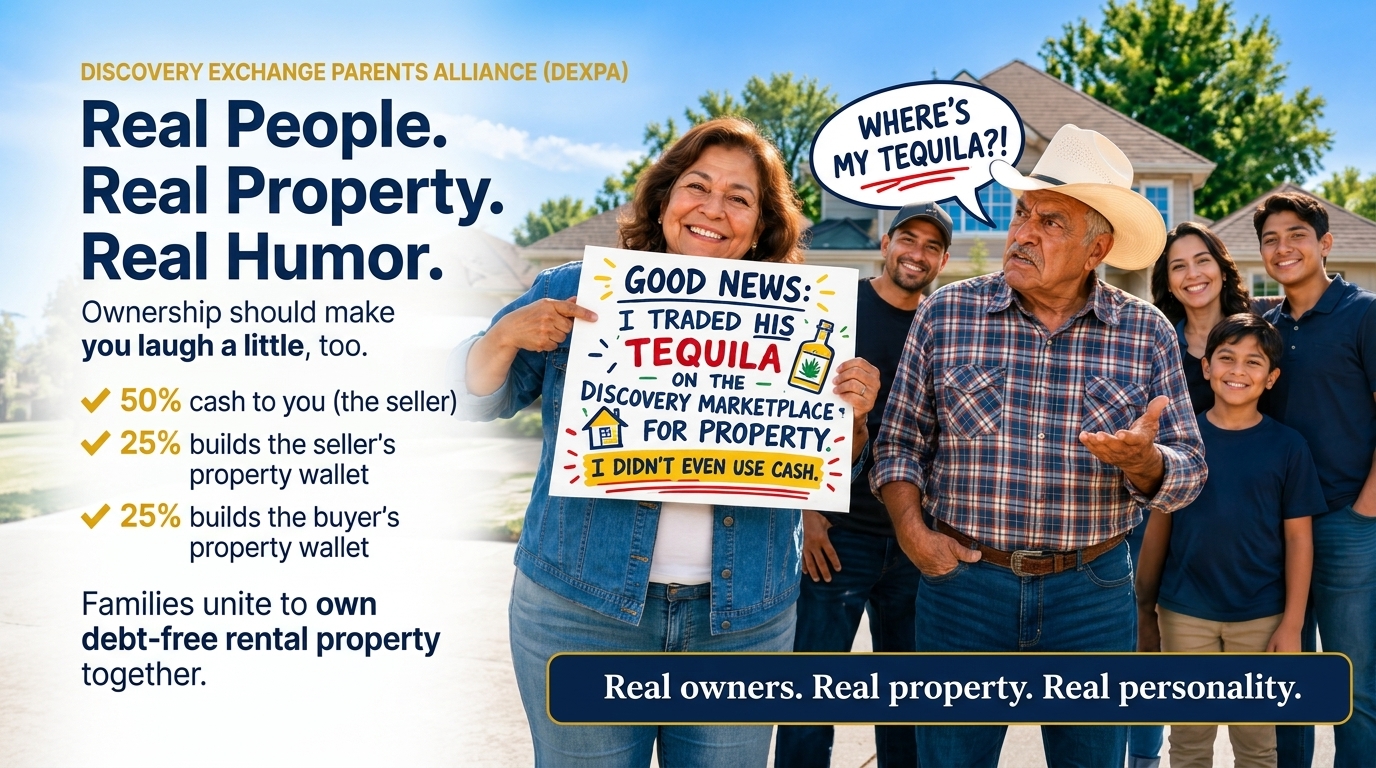 DISCOVERY EXCHANGE PARENTS ALLIANCE (DEXPA)
Real People.
Real Property.
Real Humor.
Ownership should make
you laugh a little, too.
✓ 50% cash to you (the seller)
✓ 25% builds the seller's
property wallet
✓ 25% builds the buyer's
property wallet
Families unite to own
debt-free rental property
together.
WHERE'S
MY TEQUILA?!
GOOD NEWS:
I TRADED HIS
TEQUILA
ON THE
DISCOVERY MARKETPLACE
FOR PROPERTY.
I DIDN'T EVEN USE CASH.
Real owners. Real property. Real personality.